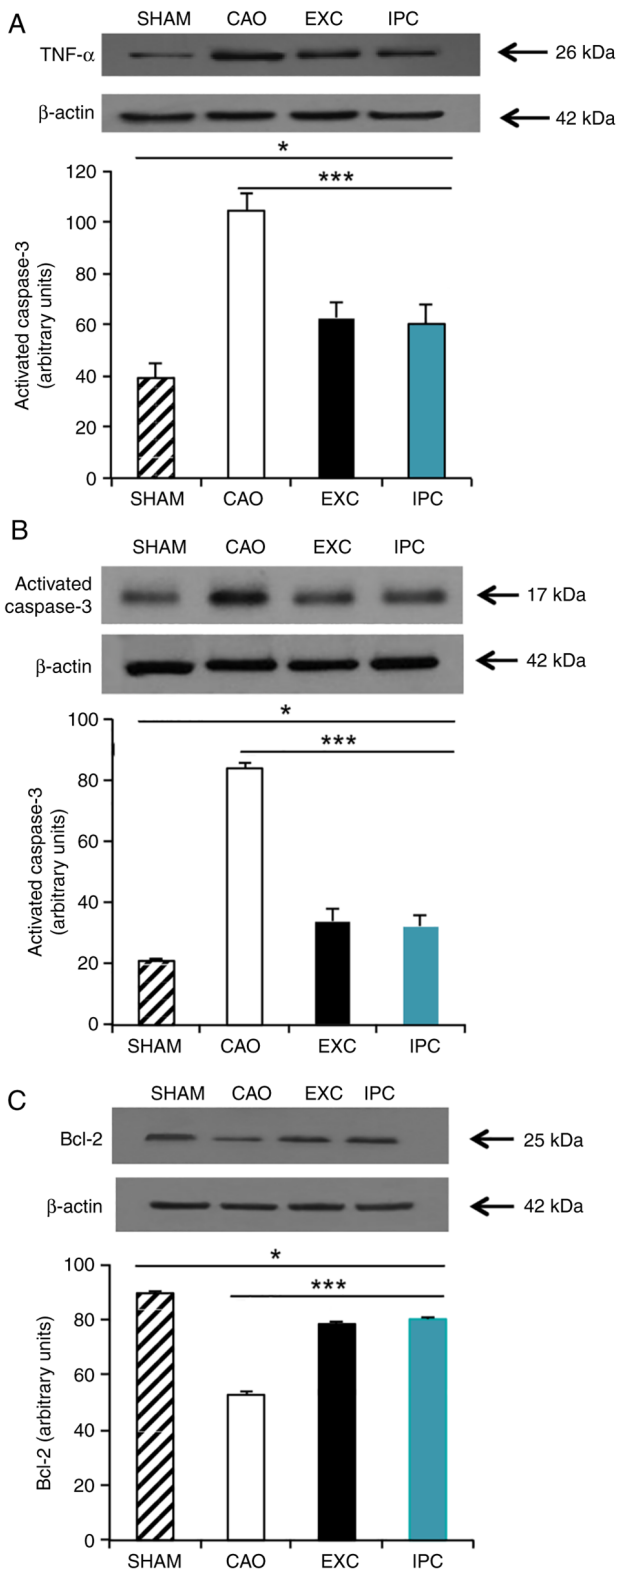 A
SHAM CAO EXC IPC
TNF-α
26 kDa
β-actin
42 kDa
*
***
120
100
80
60
40
20
0
Activated caspase-3
(arbitrary units)
SHAM CAO EXC IPC
B
SHAM CAO EXC IPC
Activated
caspase-3
17 kDa
β-actin
42 kDa
*
***
100
80
60
40
20
0
Activated caspase-3
(arbitrary units)
SHAM CAO EXC IPC
C
SHAM CAO EXC IPC
Bcl-2
25 kDa
β-actin
42 kDa
*
***
100
80
60
40
20
0
Bcl-2 (arbitrary units)
SHAM CAO EXC IPC